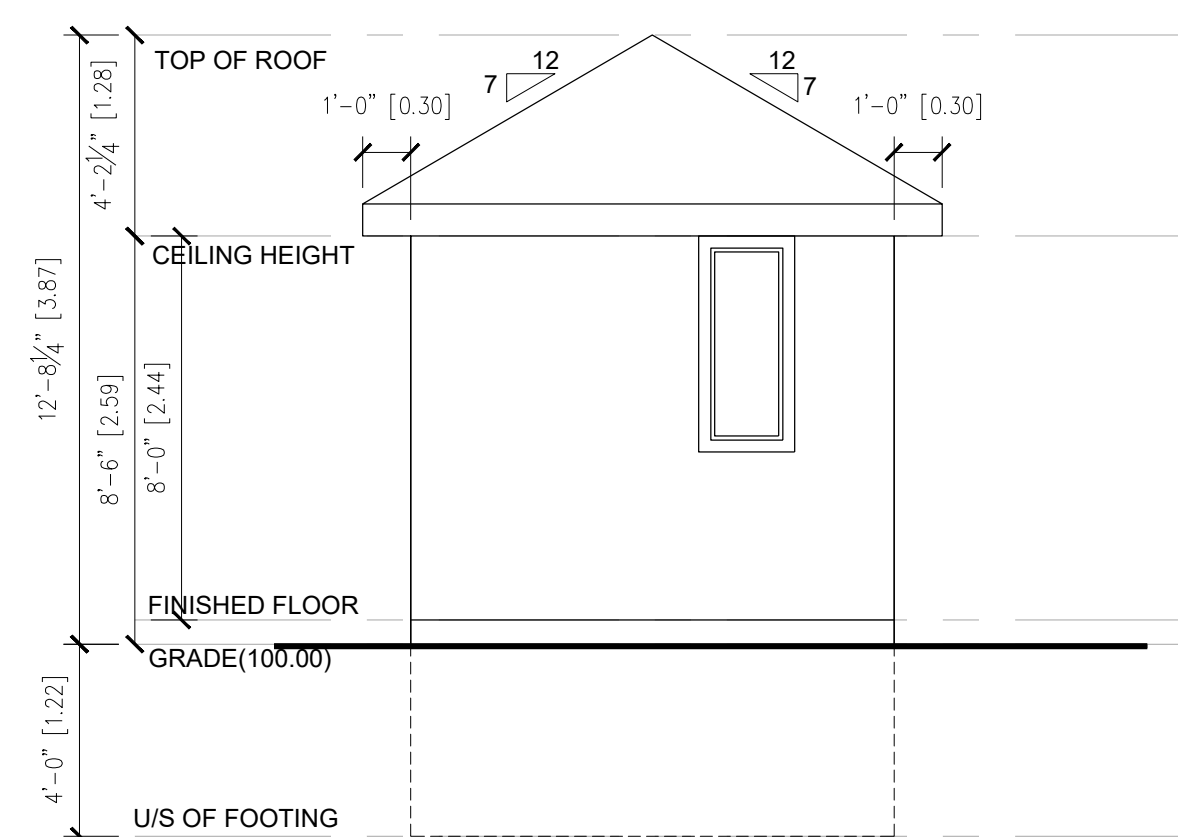 TOP OF ROOF
12
7
12
7
1'-0" [0.30]
1'-0" [0.30]
4'-2¼" [1.28]
CEILING HEIGHT
12'-8¼" [3.87]
8'-6" [2.59]
8'-0" [2.44]
FINISHED FLOOR
GRADE(100.00)
4'-0" [1.22]
U/S OF FOOTING